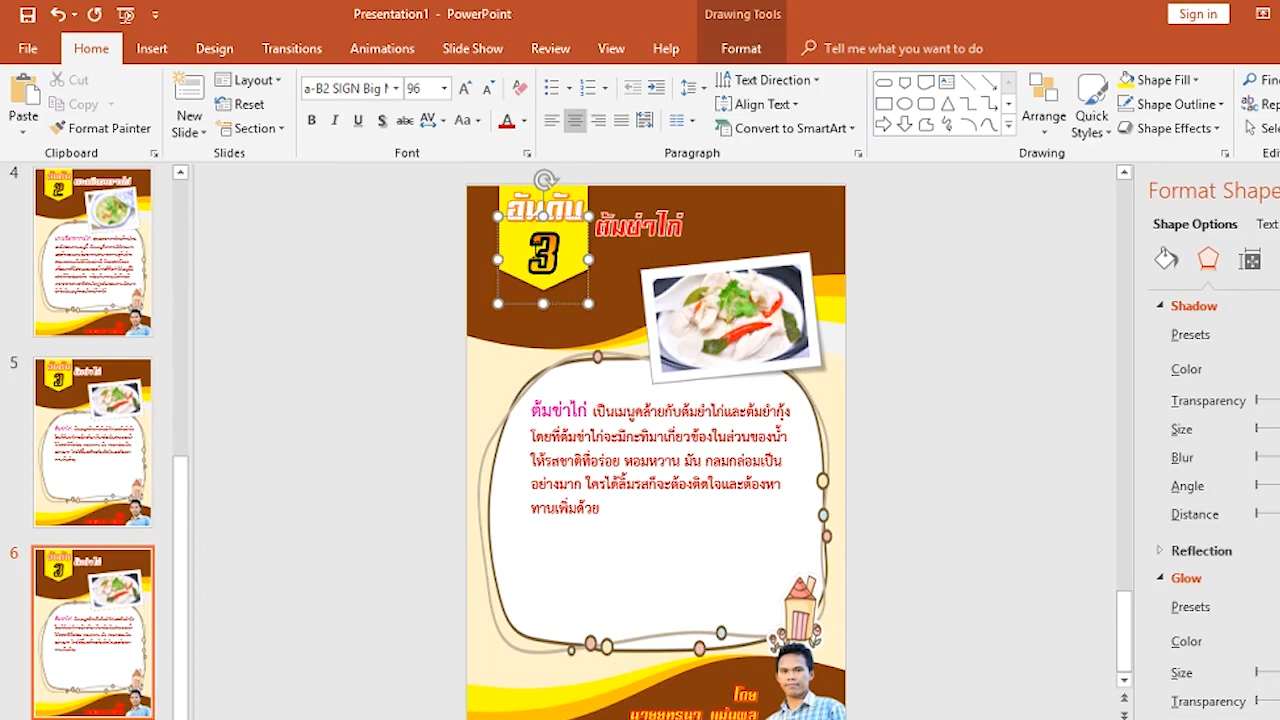 Presentation1 - PowerPoint
Drawing Tools
Sign in
File
Home
Insert
Design
Transitions
Animations
Slide Show
Review
View
Help
Format
Tell me what you want to do
Paste
Cut
Copy
Format Painter
Clipboard
New Slide
Layout
Reset
Section
Slides
a-B2 SIGN Big
96
B I U S abc AV Aa A
Font
Text Direction
Align Text
Convert to SmartArt
Paragraph
Arrange
Quick Styles
Shape Fill
Shape Outline
Shape Effects
Drawing
4
5
6
อันดับ
3
ต้มข่าไก่
ต้มข่าไก่ เป็นเมนูคล้ายกับต้มยำไก่และต้มยำกุ้ง
โดยที่ต้มข่าไก่จะมีกะทิมาเกี่ยวข้องในส่วนของน้ำ
ให้รสชาติที่อร่อย หอมหวาน มัน กลมกล่อมเป็น
อย่างมาก ใครได้ลิ้มรสก็จะต้องติดใจและต้องหา
ทานเพิ่มด้วย
โดย
Format Shape
Shape Options
Text
Shadow
Presets
Color
Transparency
Size
Blur
Angle
Distance
Reflection
Glow
Presets
Color
Size
Transparency